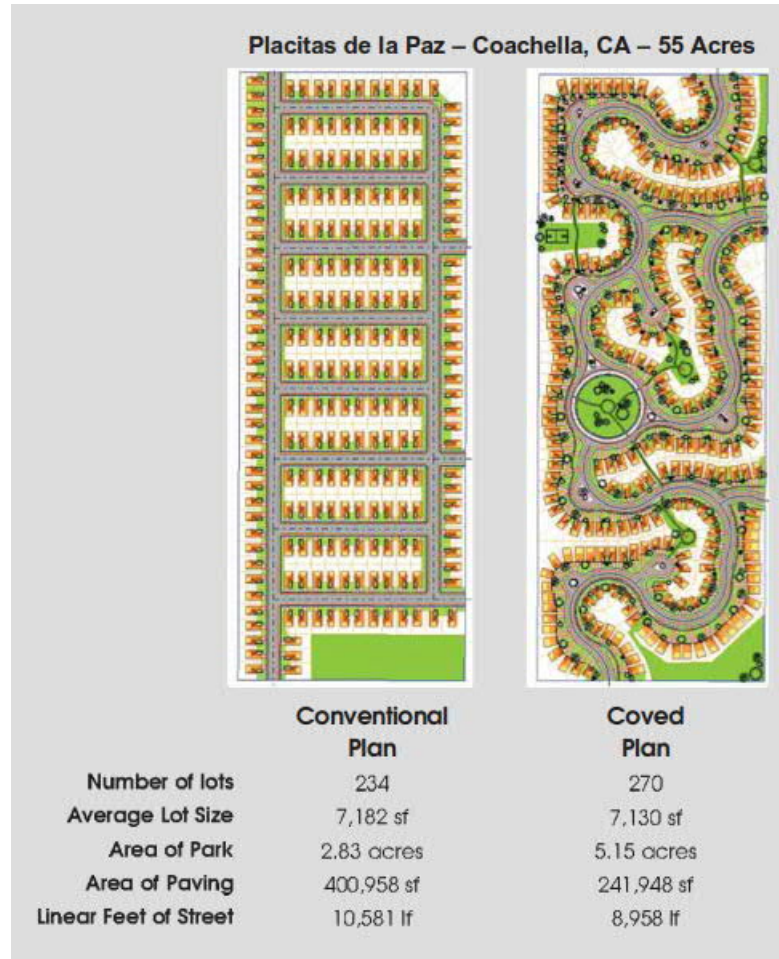 Placitas de la Paz – Coachella, CA – 55 Acres
Conventional Plan Coved Plan
Number of lots 234 270
Average Lot Size 7,182 sf 7,130 sf
Area of Park 2.83 acres 5.15 acres
Area of Paving 400,958 sf 241,948 sf
Linear Feet of Street 10,581 lf 8,958 lf